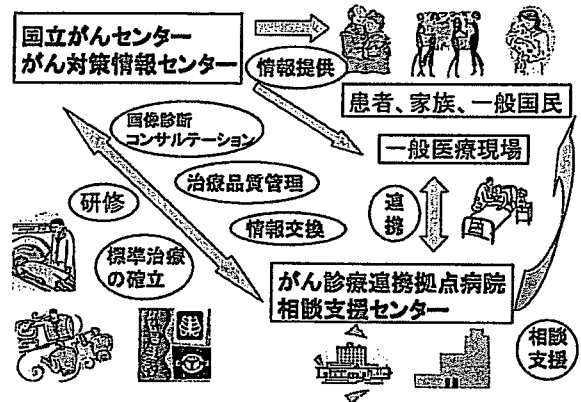 国立がんセンター
がん対策情報センター
情報提供
患者、家族、一般国民
画像診断
コンサルテーション
一般医療現場
治療品質管理
研修
連
携
情報交換
標準治療
の確立
がん診療連携拠点病院
相談支援センター
相談
支援